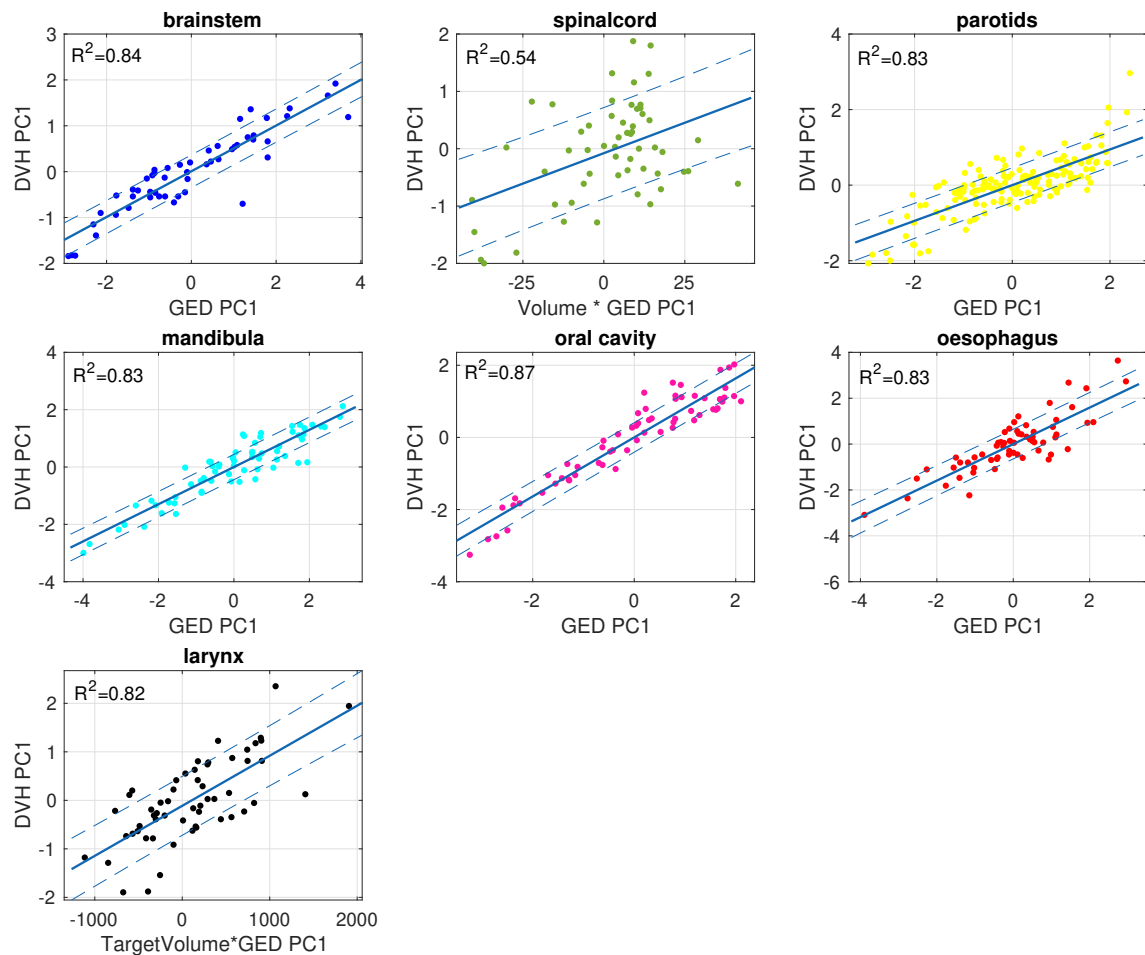 brainstem
R²=0.84
DVH PC1
3
2
1
0
-1
-2
-2 0 2 4
GED PC1
spinalcord
R²=0.54
DVH PC1
2
1
0
-1
-2
-25 0 25
Volume * GED PC1
parotids
R²=0.83
DVH PC1
4
2
0
-2
-2 0 2
GED PC1
mandibula
R²=0.83
DVH PC1
4
2
0
-2
-4
-4 -2 0 2
GED PC1
oral cavity
R²=0.87
DVH PC1
2
0
-2
-4
-2 0 2
GED PC1
oesophagus
R²=0.83
DVH PC1
4
2
0
-2
-4
-6
-4 -2 0 2
GED PC1
larynx
R²=0.82
DVH PC1
2
1
0
-1
-2
-1000 0 1000 2000
TargetVolume*GED PC1